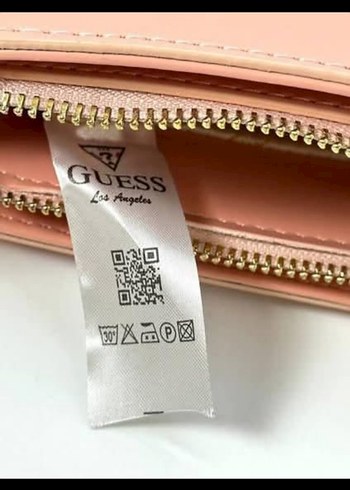 ?
GUESS
Los Angeles
30°
P